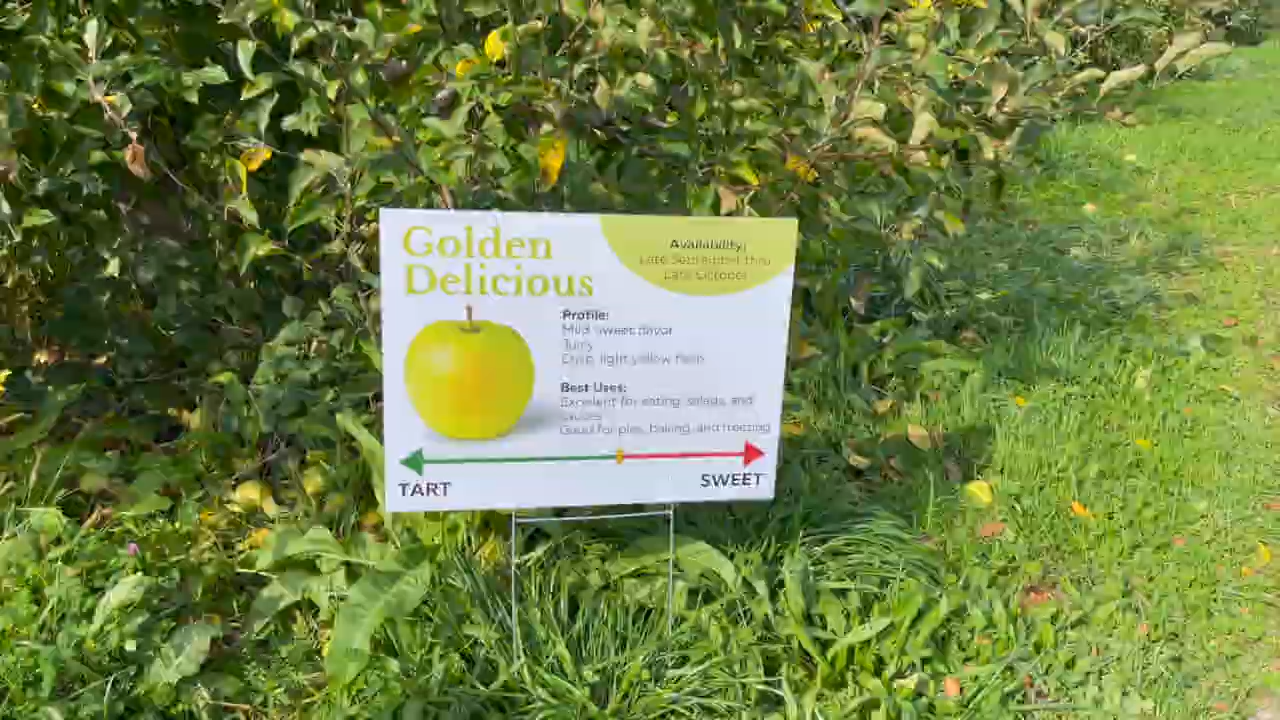 Golden
Delicious
Availability:
Late September thru
Late October
Profile:
Mild, sweet flavor
Juicy
Crisp, light yellow flesh
Best Uses:
Excellent for eating, salads, and
sauces
Good for pies, baking, and freezing
TART
SWEET